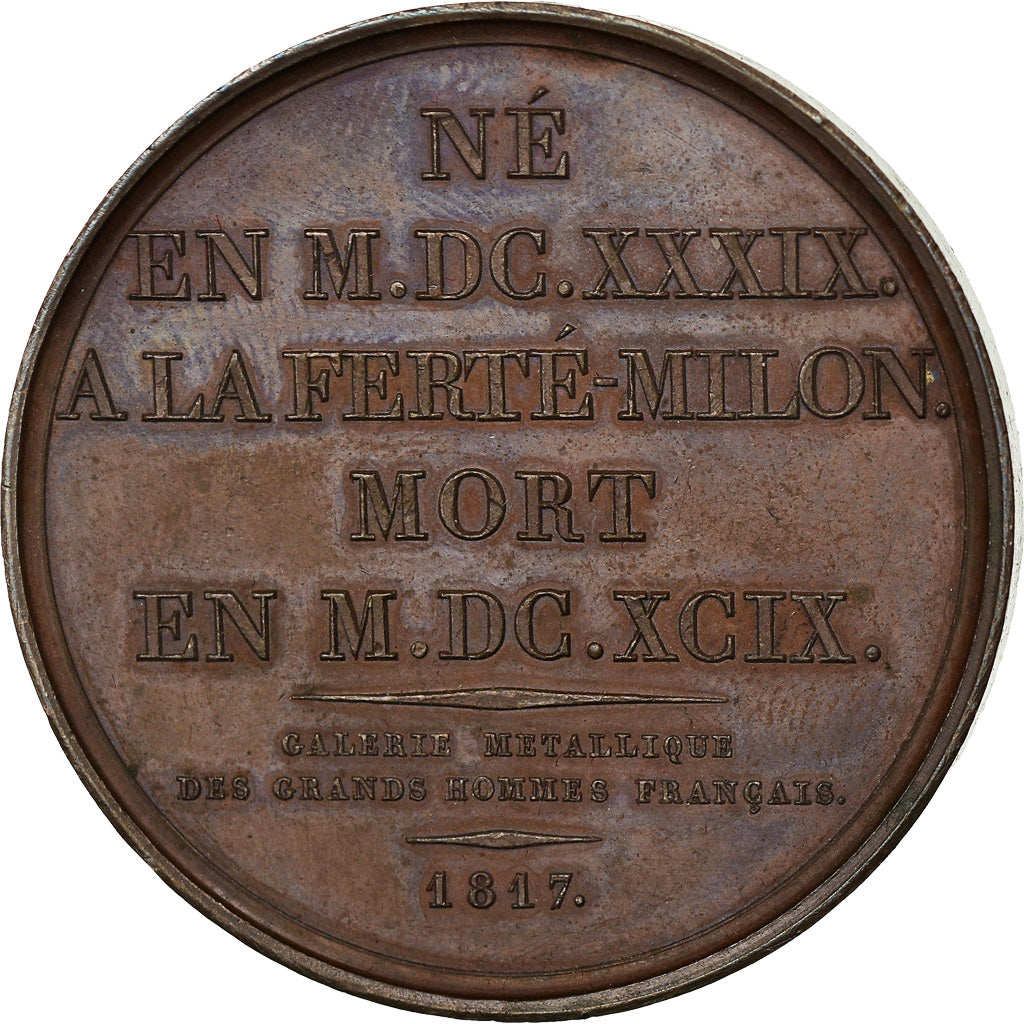 NÉ
EN M.DC.XXXIX.
A LA FERTÉ-MILON.
MORT
EN M.DC.XCIX.
GALERIE METALLIQUE
DES GRANDS HOMMES FRANÇAIS.
1817.